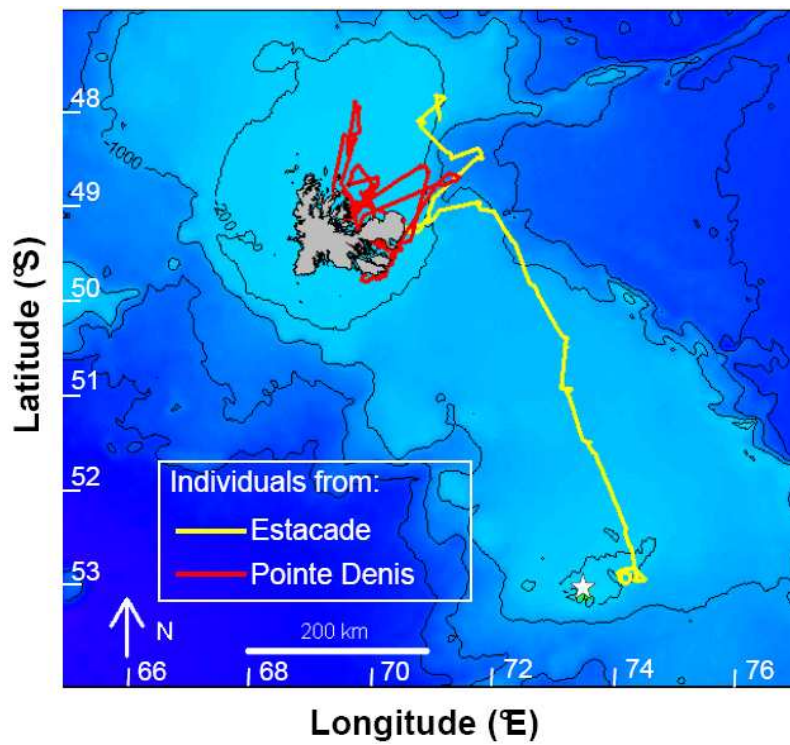 48
-1000
49
-200
50
51
52
53
Latitude (°S)
Individuals from:
Estacade
Pointe Denis
N
200 km
66
68
70
72
74
76
Longitude (°E)